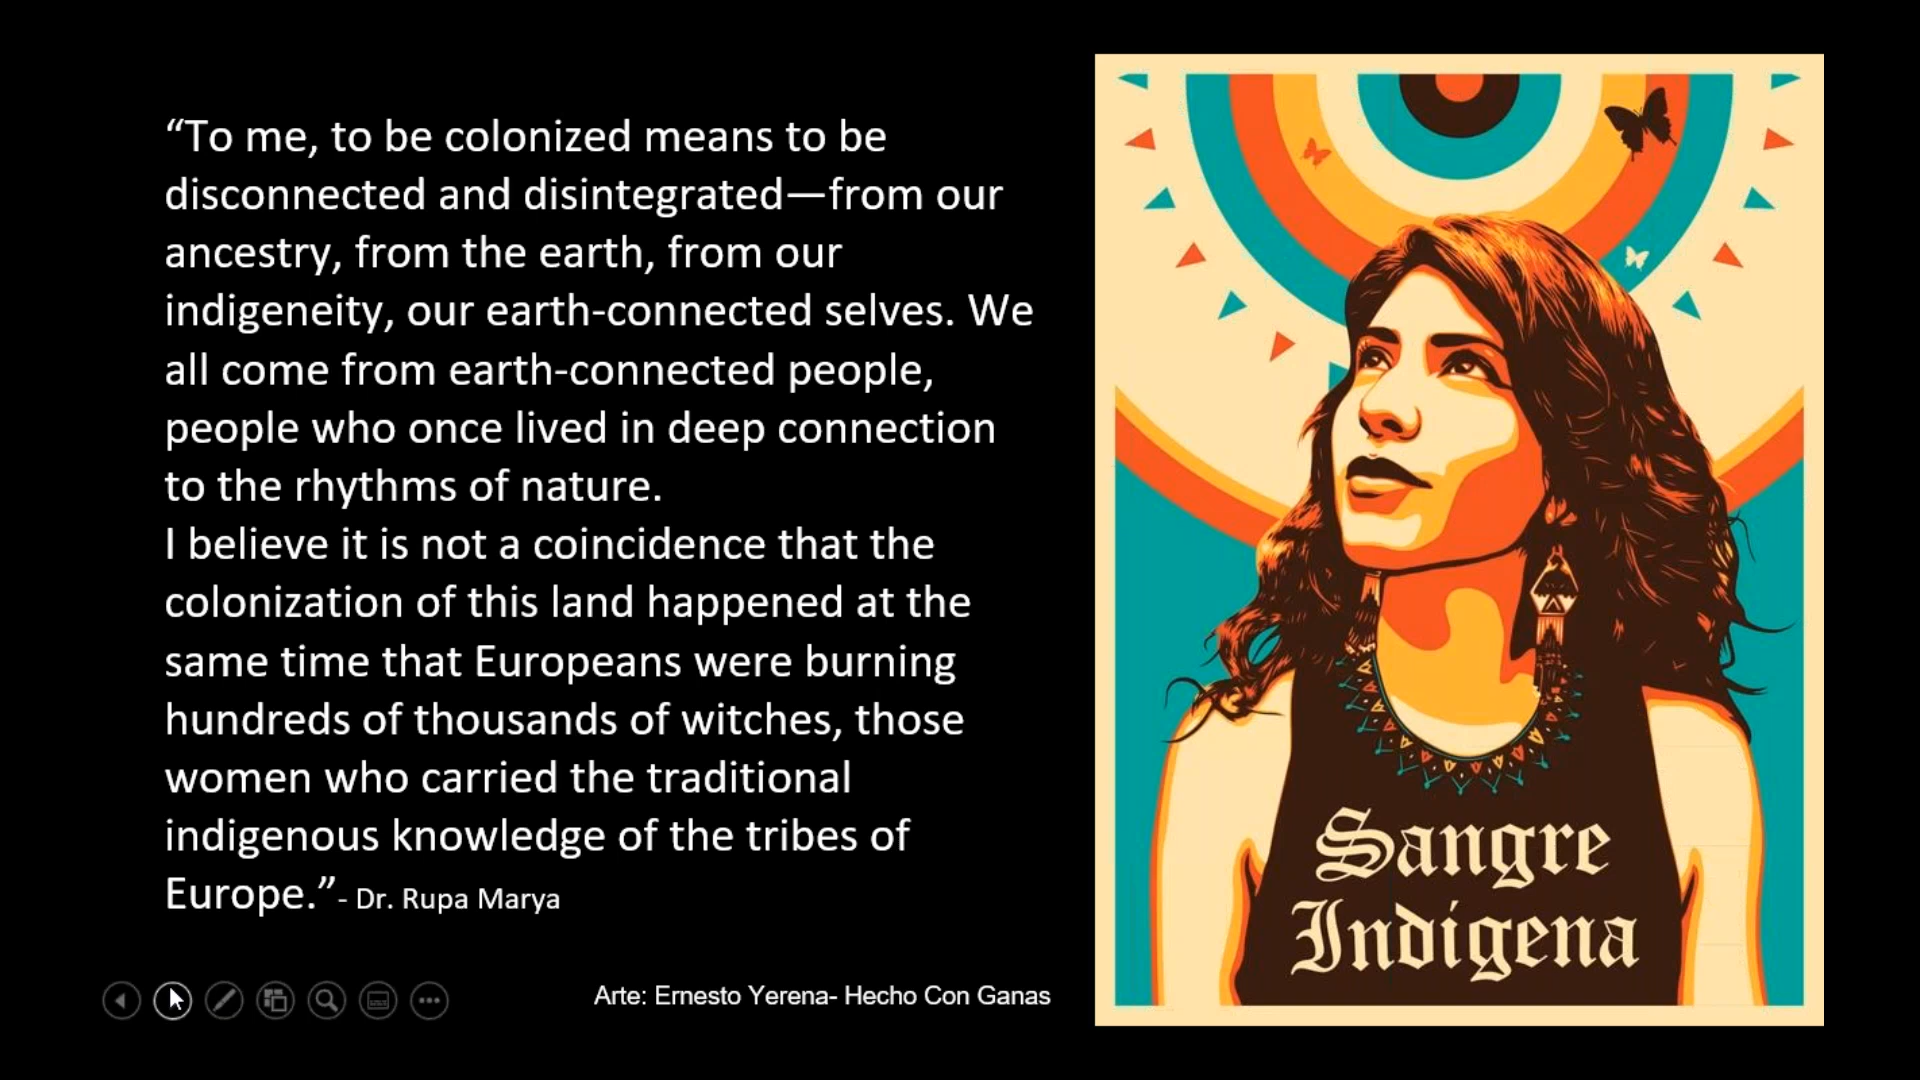 “To me, to be colonized means to be
disconnected and disintegrated—from our
ancestry, from the earth, from our
indigeneity, our earth-connected selves. We
all come from earth-connected people,
people who once lived in deep connection
to the rhythms of nature.
I believe it is not a coincidence that the
colonization of this land happened at the
same time that Europeans were burning
hundreds of thousands of witches, those
women who carried the traditional
indigenous knowledge of the tribes of
Europe.”- Dr. Rupa Marya
Arte: Ernesto Yerena- Hecho Con Ganas
Sangre
Indígena